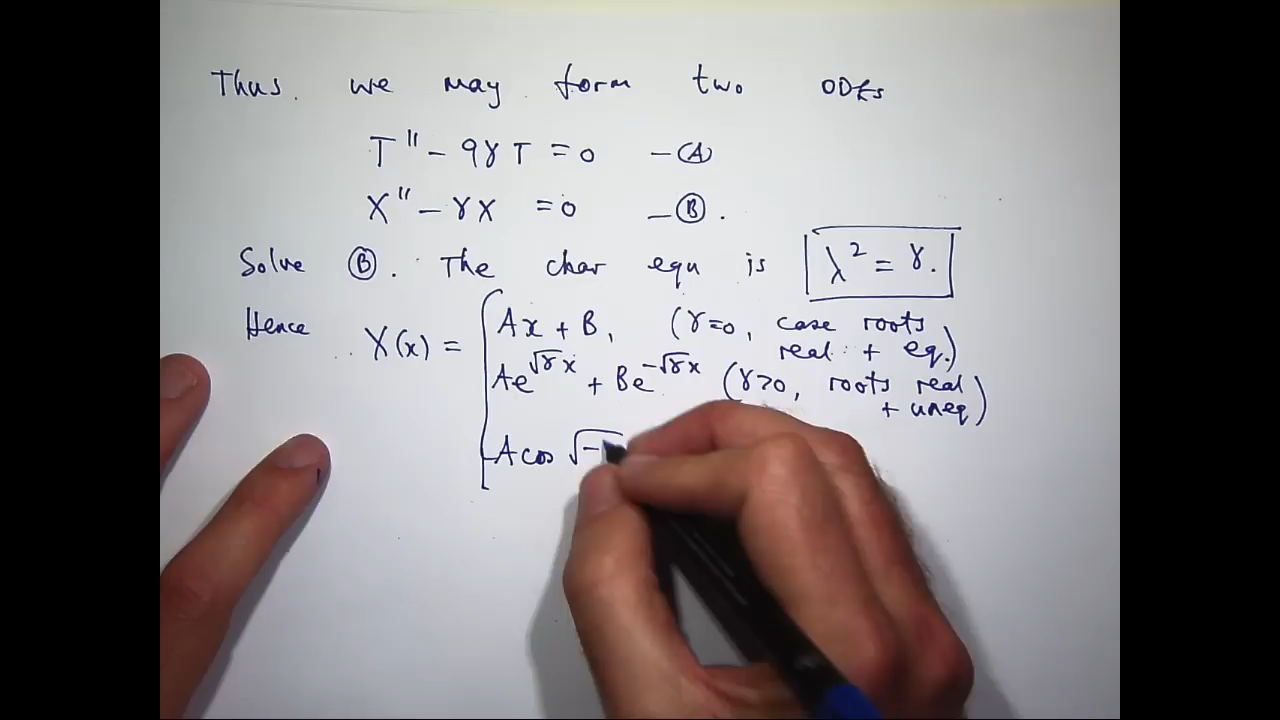 Thus we may form two ODEs
T'' - 9γT = 0 — Ⓐ
X'' - γX = 0 — Ⓑ.
Solve Ⓑ. The char equn is λ² = γ.
Hence X(x) = { Ax + B, (γ=0, case roots real + eq.)
Ae^{√γx} + Be^{-√γx} (γ>0, roots real + uneq)
A cos √-